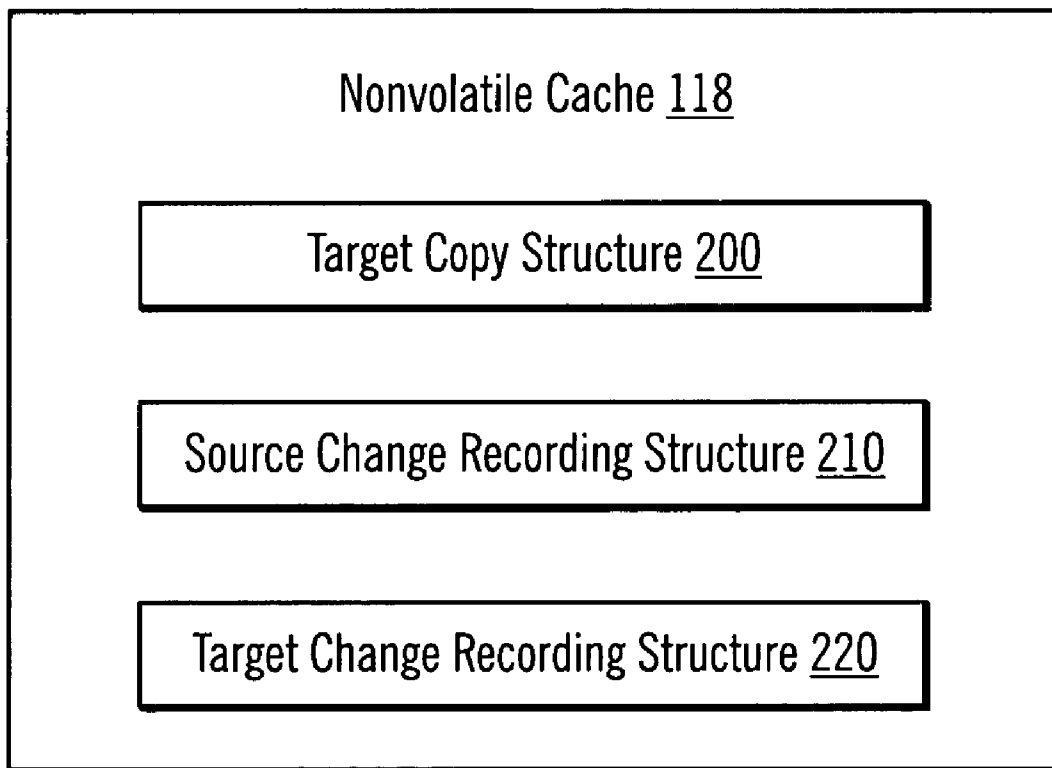 Nonvolatile Cache 118
Target Copy Structure 200
Source Change Recording Structure 210
Target Change Recording Structure 220